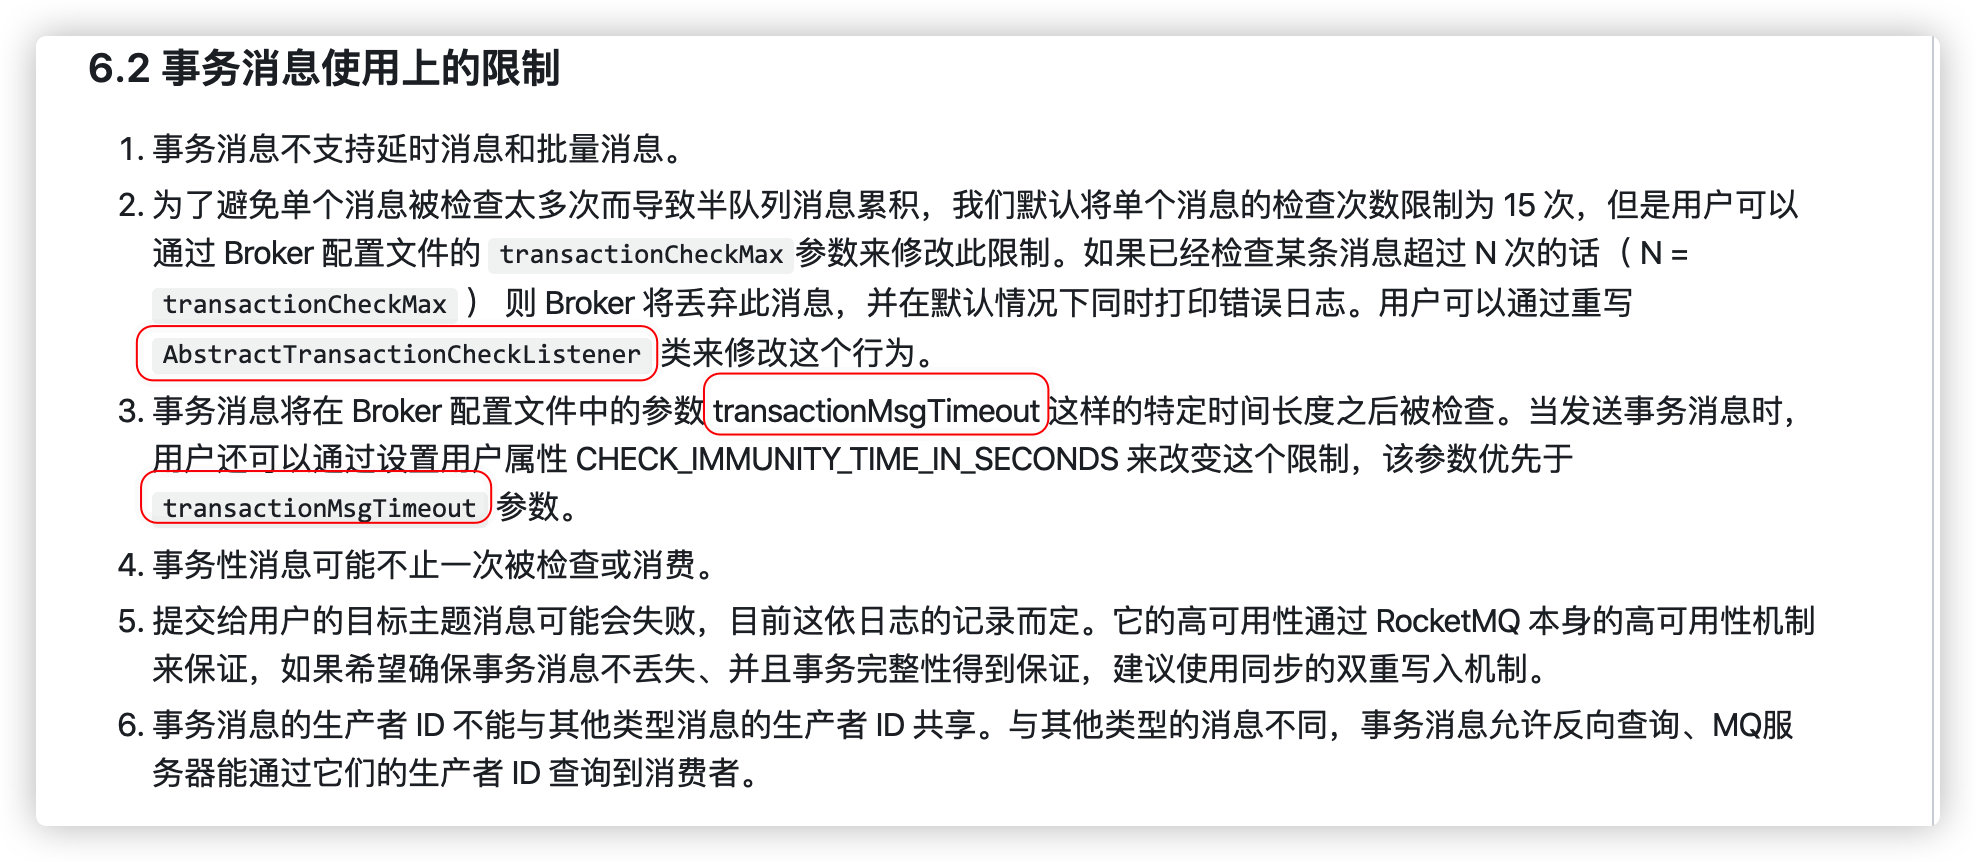 6.2 事务消息使用上的限制
1. 事务消息不支持延时消息和批量消息。
2. 为了避免单个消息被检查太多次而导致半队列消息累积，我们默认将单个消息的检查次数限制为 15 次，但是用户可以
通过 Broker 配置文件的 transactionCheckMax 参数来修改此限制。如果已经检查某条消息超过 N 次的话（ N =
transactionCheckMax ） 则 Broker 将丢弃此消息，并在默认情况下同时打印错误日志。用户可以通过重写
AbstractTransactionCheckListener 类来修改这个行为。
3. 事务消息将在 Broker 配置文件中的参数 transactionMsgTimeout 这样的特定时间长度之后被检查。当发送事务消息时，
用户还可以通过设置用户属性 CHECK_IMMUNITY_TIME_IN_SECONDS 来改变这个限制，该参数优先于
transactionMsgTimeout 参数。
4. 事务性消息可能不止一次被检查或消费。
5. 提交给用户的目标主题消息可能会失败，目前这依日志的记录而定。它的高可用性通过 RocketMQ 本身的高可用性机制
来保证，如果希望确保事务消息不丢失、并且事务完整性得到保证，建议使用同步的双重写入机制。
6. 事务消息的生产者 ID 不能与其他类型消息的生产者 ID 共享。与其他类型的消息不同，事务消息允许反向查询、MQ服
务器能通过它们的生产者 ID 查询到消费者。